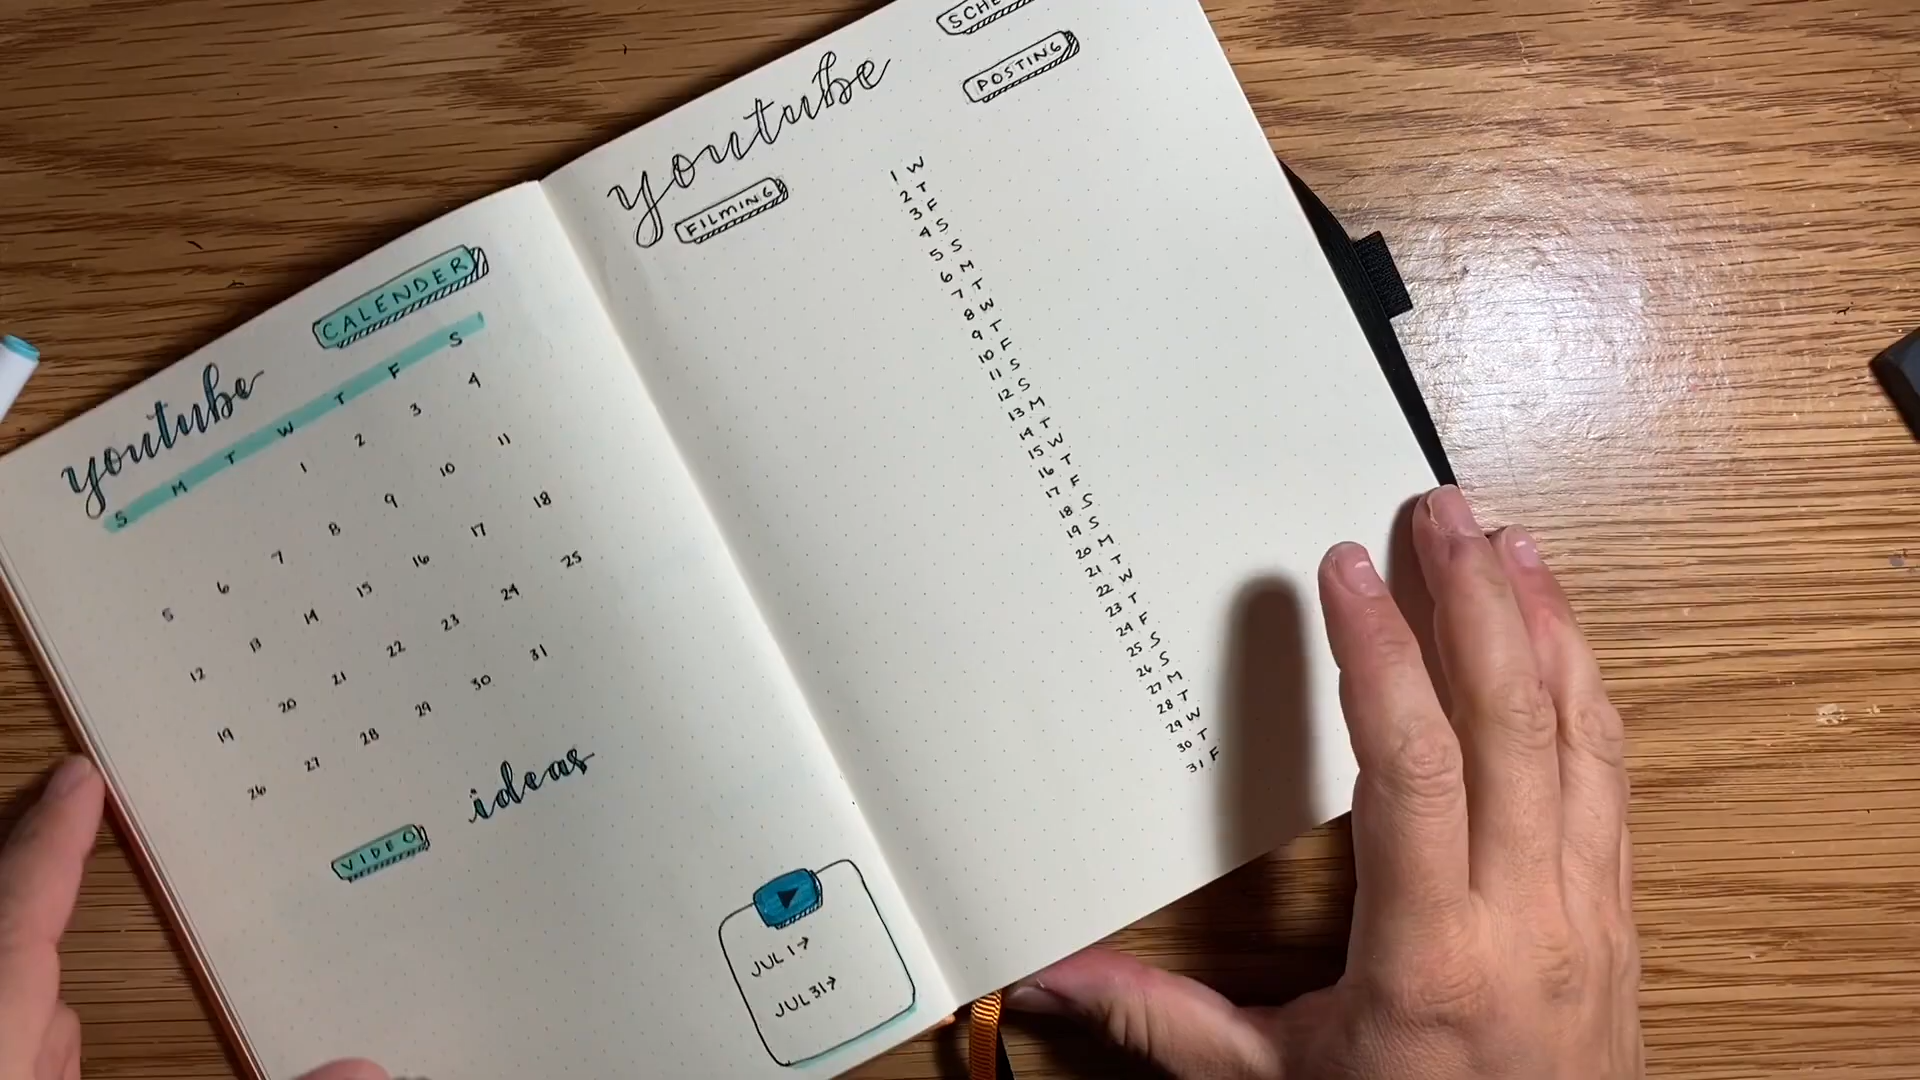 youtube
CALENDER
S M T W T F S
1 2 3 4
5 6 7 8 9 10 11
12 13 14 15 16 17 18
19 20 21 22 23 24 25
26 27 28 29 30 31
VIDEO
ideas
JUL 1→
JUL 31→
youtube
FILMING
POSTING
1 W
2 T
3 F
4 S
5 S
6 M
7 T
8 W
9 T
10 F
11 S
12 S
13 M
14 T
15 W
16 T
17 F
18 S
19 S
20 M
21 T
22 W
23 T
24 F
25 S
26 S
27 M
28 T
29 W
30 T
31 F